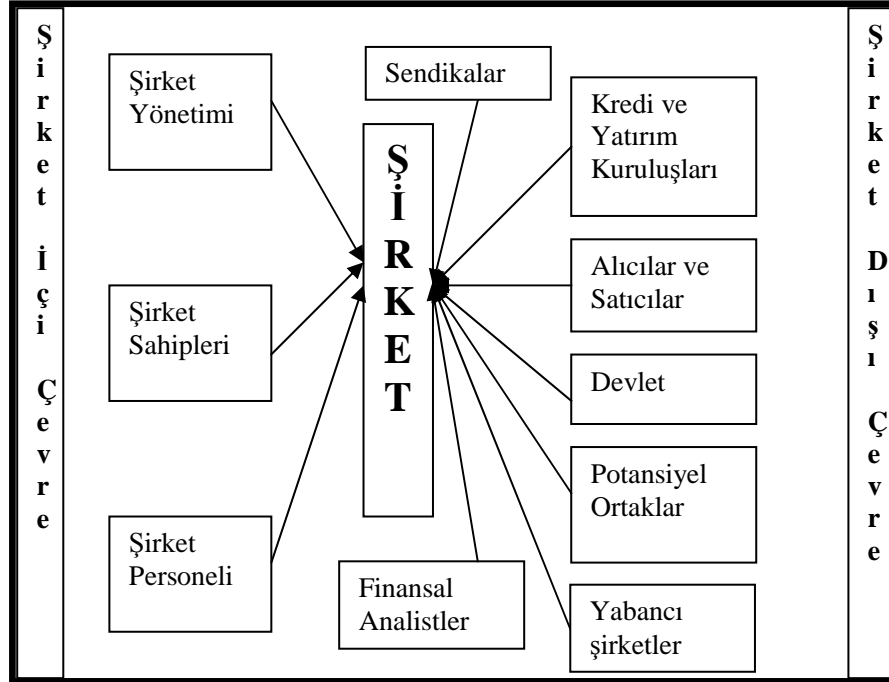 Şirket İçi Çevre
Şirket
Yönetimi
Şirket
Sahipleri
Şirket
Personeli
Sendikalar
ŞİRKET
Finansal
Analistler
Kredi ve
Yatırım
Kuruluşları
Alıcılar ve
Satıcılar
Devlet
Potansiyel
Ortaklar
Yabancı
şirketler
Şirket Dışı Çevre